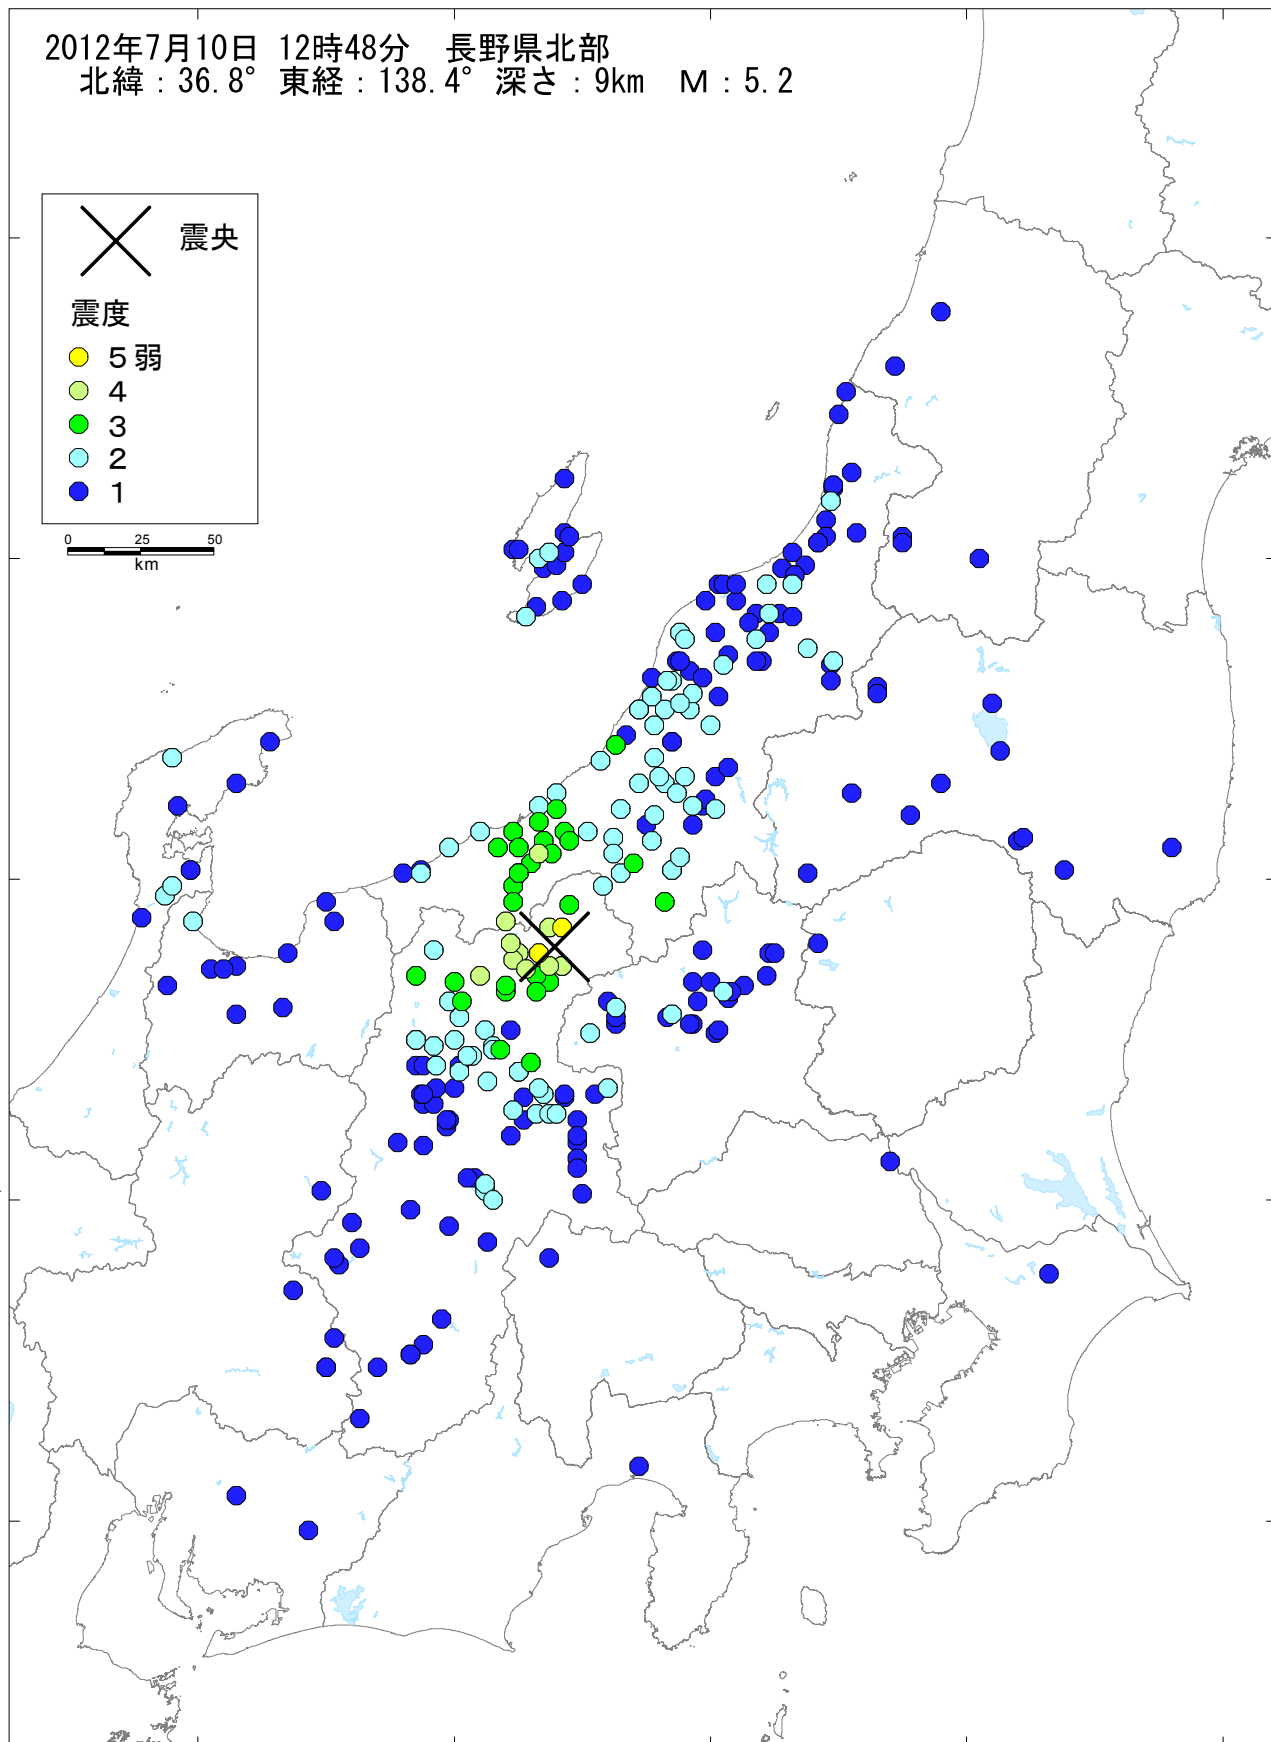 2012年7月10日 12時48分　長野県北部
北緯：36.8° 東経：138.4° 深さ：9km　Ｍ：5.2
震央
震度
５弱
４
３
２
１
0 25 50
km